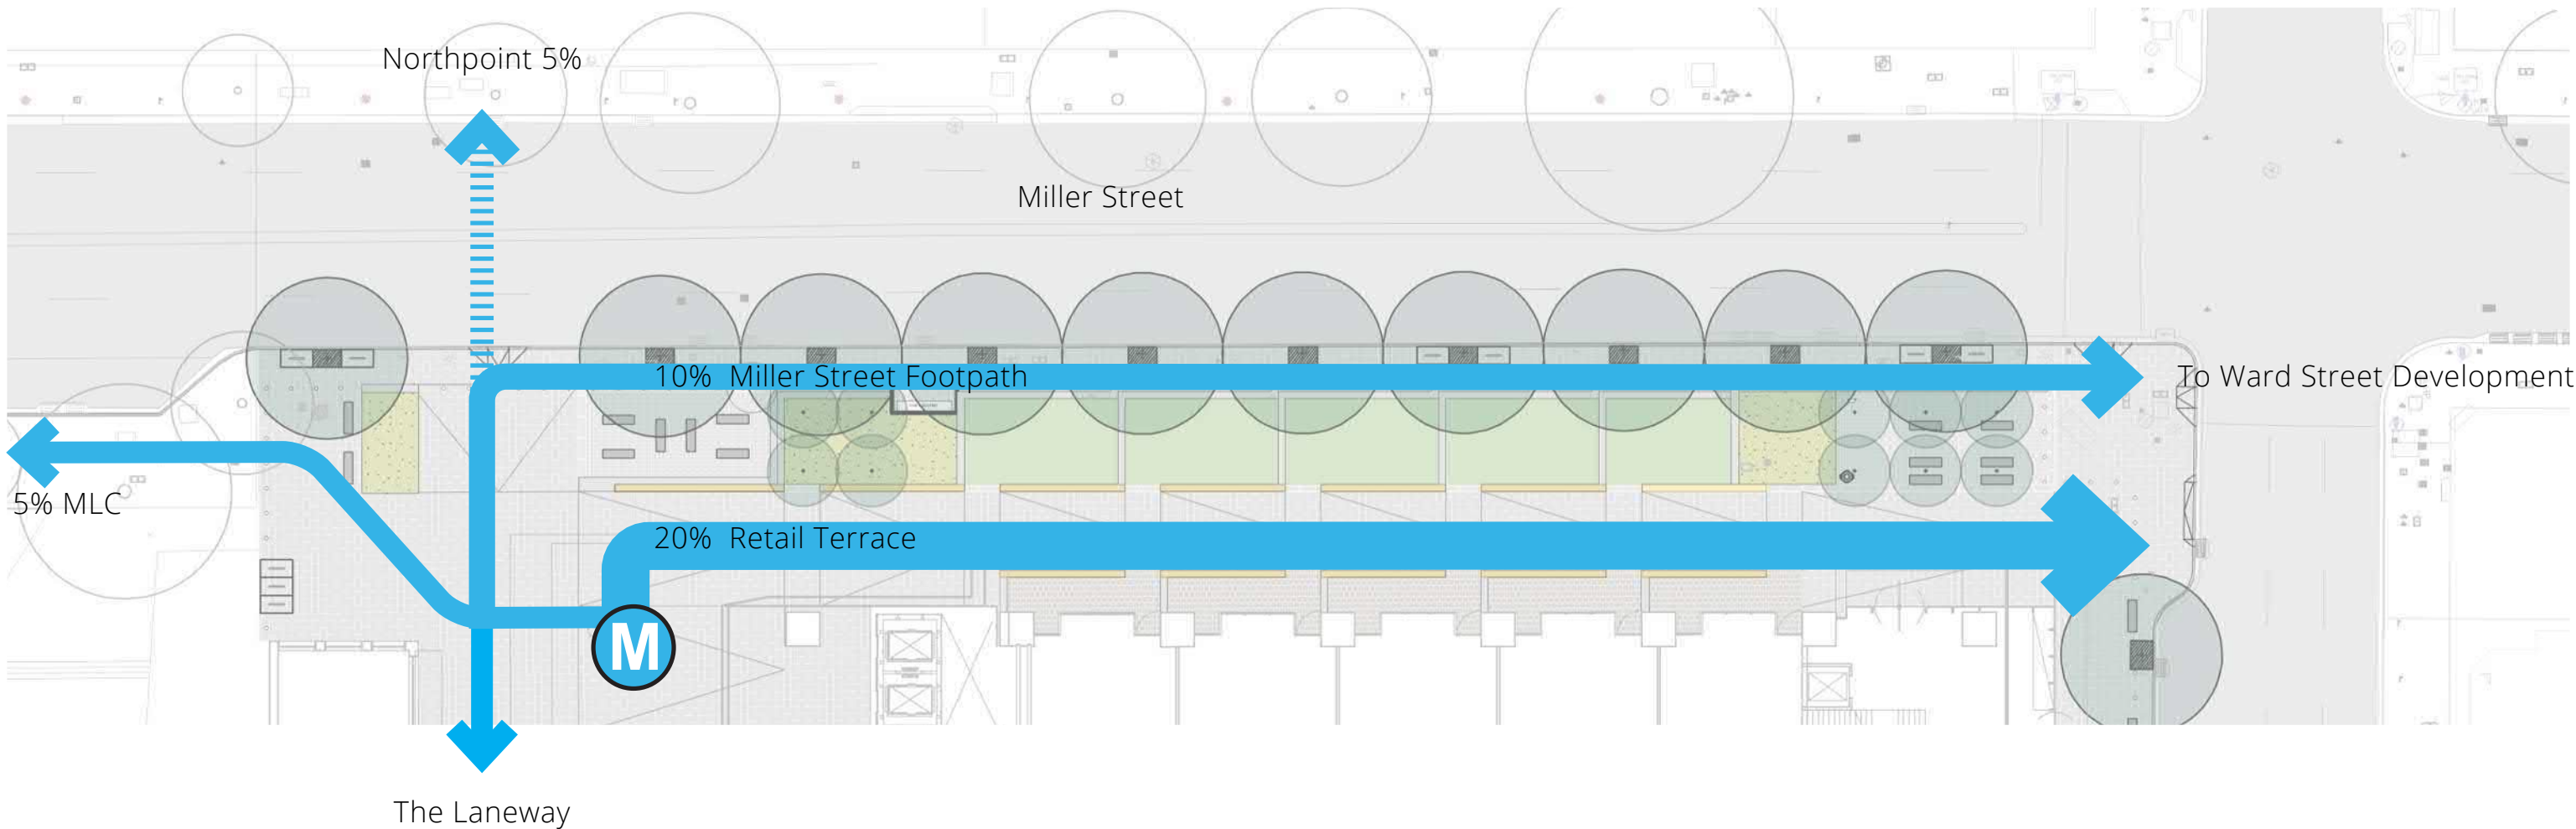 Northpoint 5%
Miller Street
10% Miller Street Footpath
To Ward Street Development
5% MLC
20% Retail Terrace
M
The Laneway